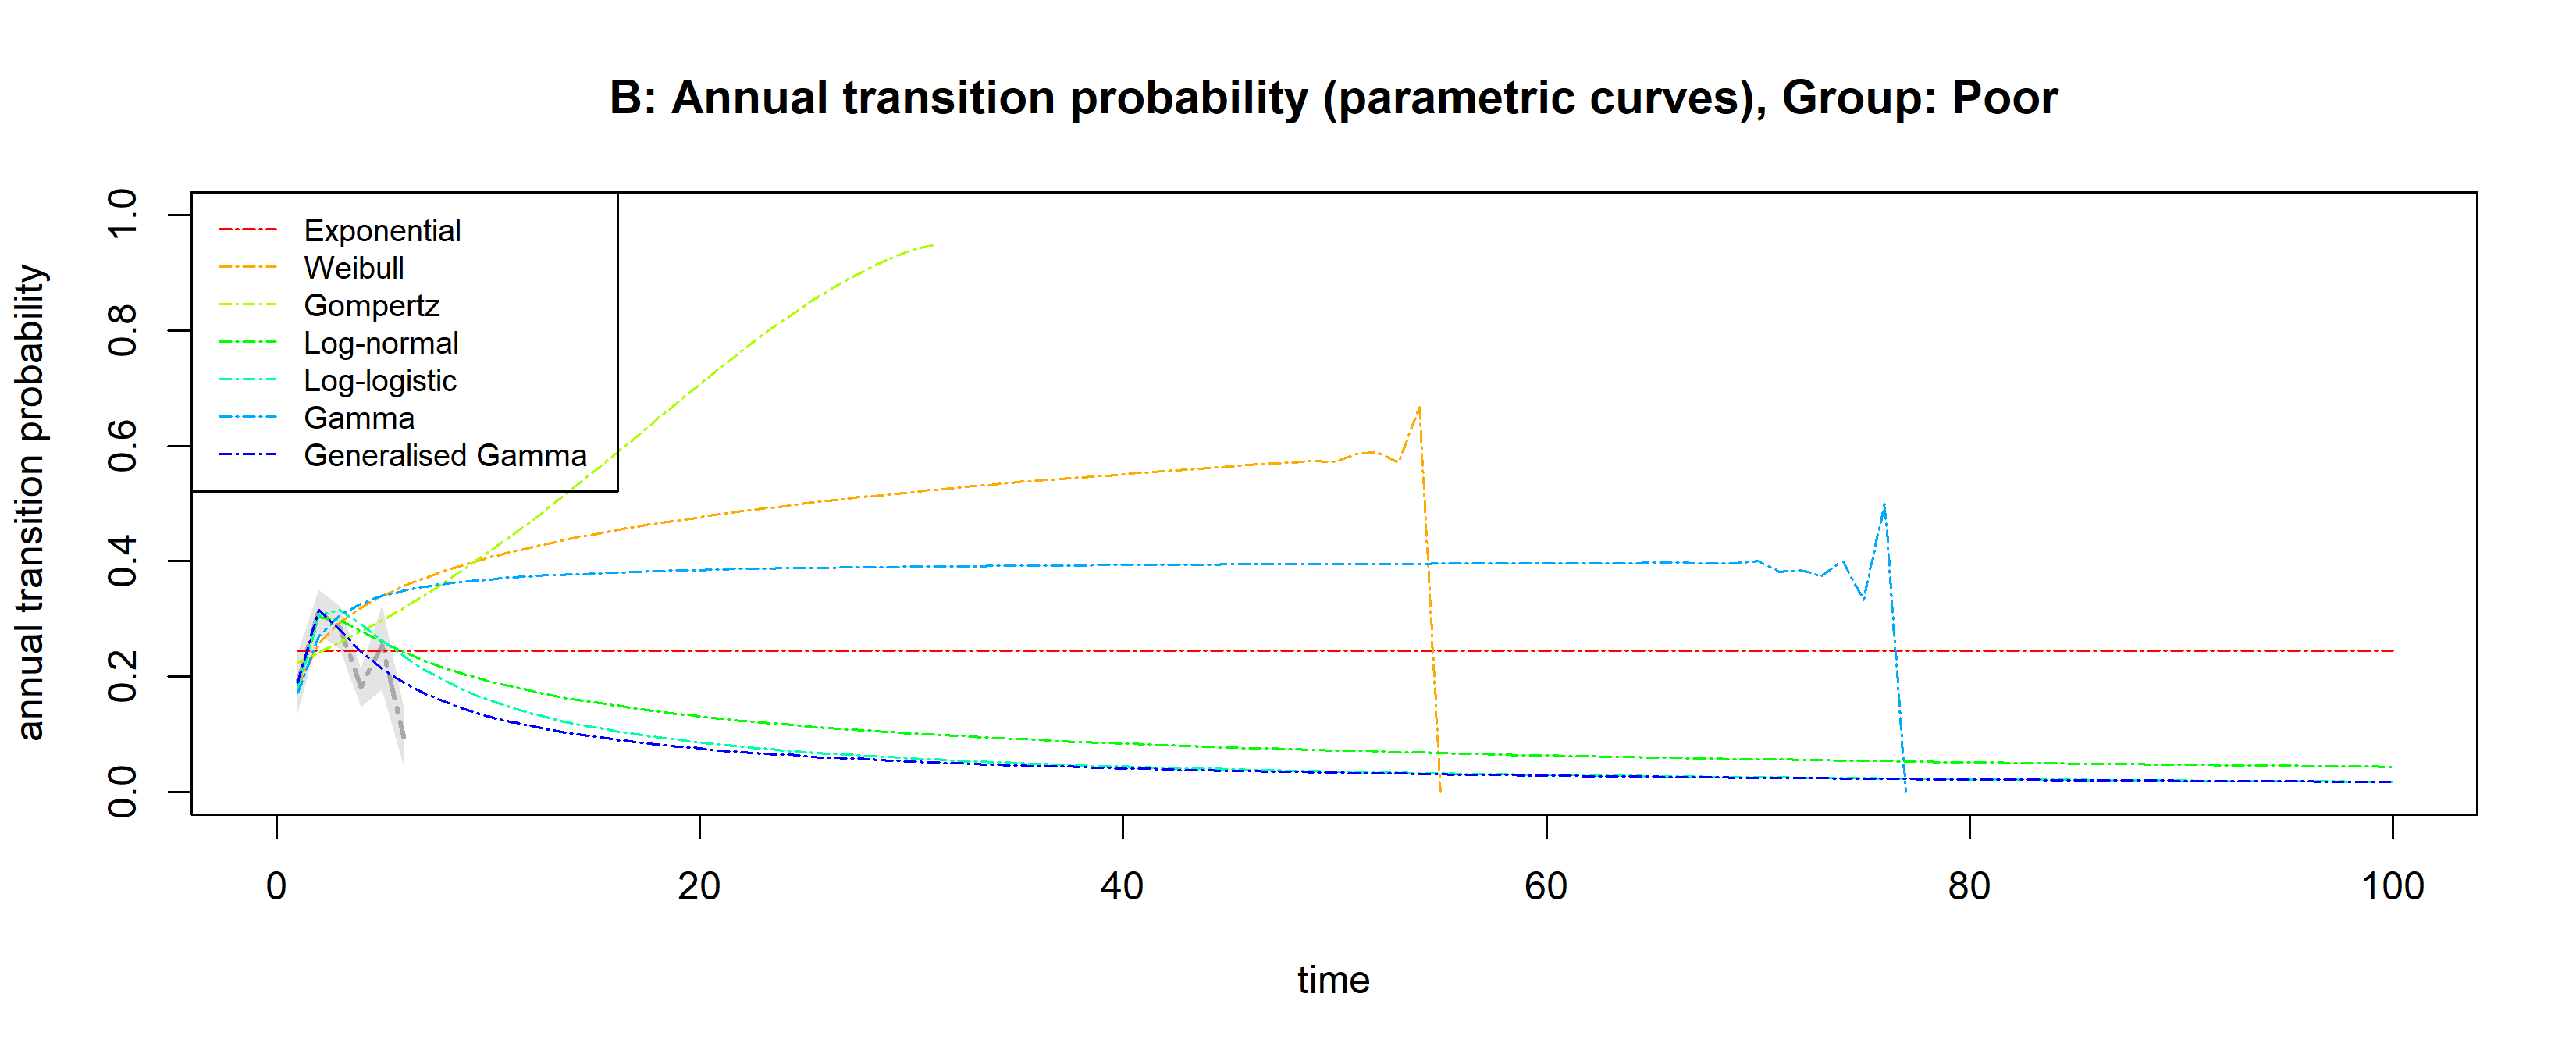 B: Annual transition probability (parametric curves), Group: Poor
annual transition probability
1.0
0.8
0.6
0.4
0.2
0.0
Exponential
Weibull
Gompertz
Log-normal
Log-logistic
Gamma
Generalised Gamma
0 20 40 60 80 100
time